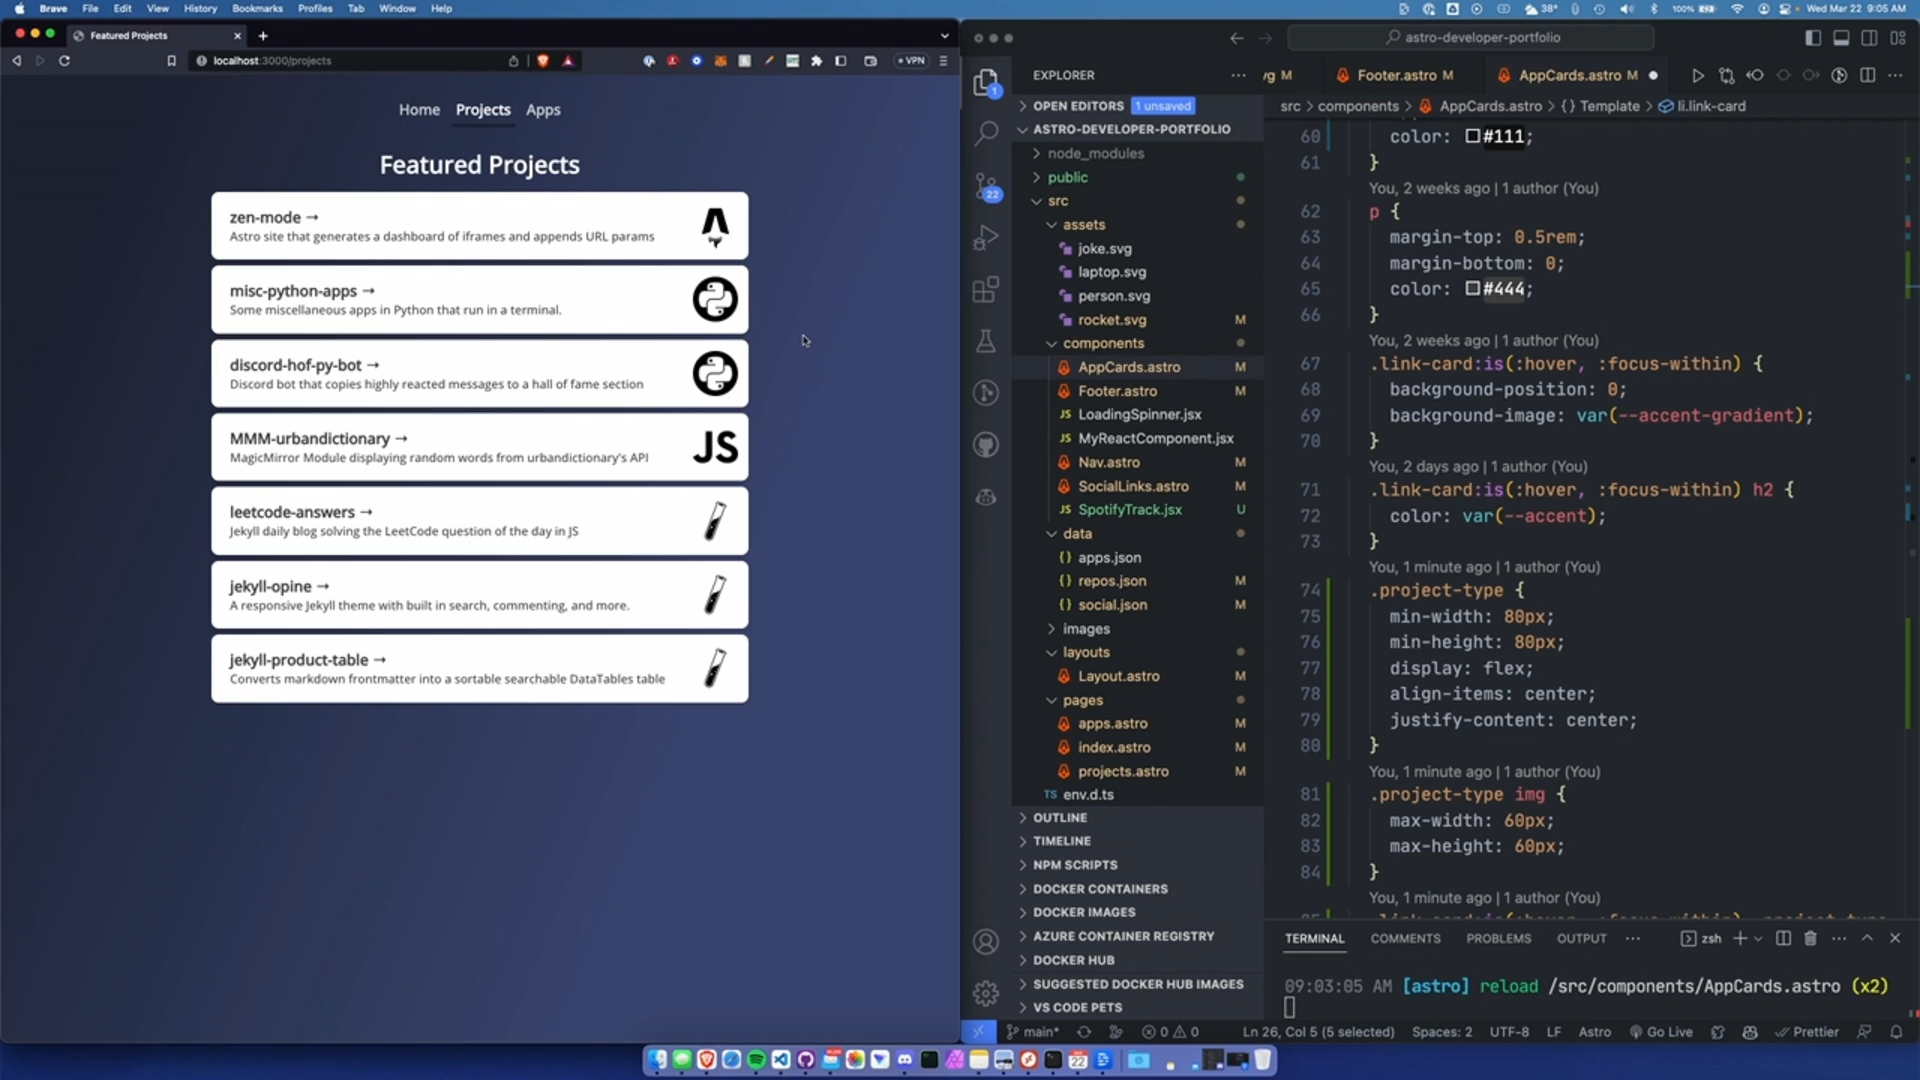 Brave File Edit View History Bookmarks Profiles Tab Window Help
38° 100% Wed Mar 22 9:05 AM
Featured Projects
localhost:3000/projects
VPN
Home Projects Apps
Featured Projects
zen-mode →
Astro site that generates a dashboard of iframes and appends URL params
misc-python-apps →
Some miscellaneous apps in Python that run in a terminal.
discord-hof-py-bot →
Discord bot that copies highly reacted messages to a hall of fame section
MMM-urbandictionary →
MagicMirror Module displaying random words from urbandictionary's API
JS
leetcode-answers →
Jekyll daily blog solving the LeetCode question of the day in JS
jekyll-opine →
A responsive Jekyll theme with built in search, commenting, and more.
jekyll-product-table →
Converts markdown frontmatter into a sortable searchable DataTables table
astro-developer-portfolio
1
22
EXPLORER
OPEN EDITORS 1 unsaved
ASTRO-DEVELOPER-PORTFOLIO
node_modules
public
src
assets
joke.svg
laptop.svg
person.svg
rocket.svg M
components
AppCards.astro M
Footer.astro M
JS LoadingSpinner.jsx
JS MyReactComponent.jsx
Nav.astro M
SocialLinks.astro M
JS SpotifyTrack.jsx U
data
{} apps.json
{} repos.json M
{} social.json M
images
layouts
Layout.astro M
pages
apps.astro M
index.astro M
projects.astro M
TS env.d.ts
OUTLINE
TIMELINE
NPM SCRIPTS
DOCKER CONTAINERS
DOCKER IMAGES
AZURE CONTAINER REGISTRY
DOCKER HUB
SUGGESTED DOCKER HUB IMAGES
VS CODE PETS
vg M Footer.astro M AppCards.astro M
src > components > AppCards.astro > {} Template > li.link-card
60 color: #111;
61 }
You, 2 weeks ago | 1 author (You)
62 p {
63 margin-top: 0.5rem;
64 margin-bottom: 0;
65 color: #444;
66 }
You, 2 weeks ago | 1 author (You)
67 .link-card:is(:hover, :focus-within) {
68 background-position: 0;
69 background-image: var(--accent-gradient);
70 }
You, 2 days ago | 1 author (You)
71 .link-card:is(:hover, :focus-within) h2 {
72 color: var(--accent);
73 }
You, 1 minute ago | 1 author (You)
74 .project-type {
75 min-width: 80px;
76 min-height: 80px;
77 display: flex;
78 align-items: center;
79 justify-content: center;
80 }
You, 1 minute ago | 1 author (You)
81 .project-type img {
82 max-width: 60px;
83 max-height: 60px;
84 }
You, 1 minute ago | 1 author (You)
TERMINAL COMMENTS PROBLEMS OUTPUT ··· zsh
09:03:05 AM [astro] reload /src/components/AppCards.astro (x2)
main* 0 0 Ln 26, Col 5 (5 selected) Spaces: 2 UTF-8 LF Astro Go Live Prettier
22